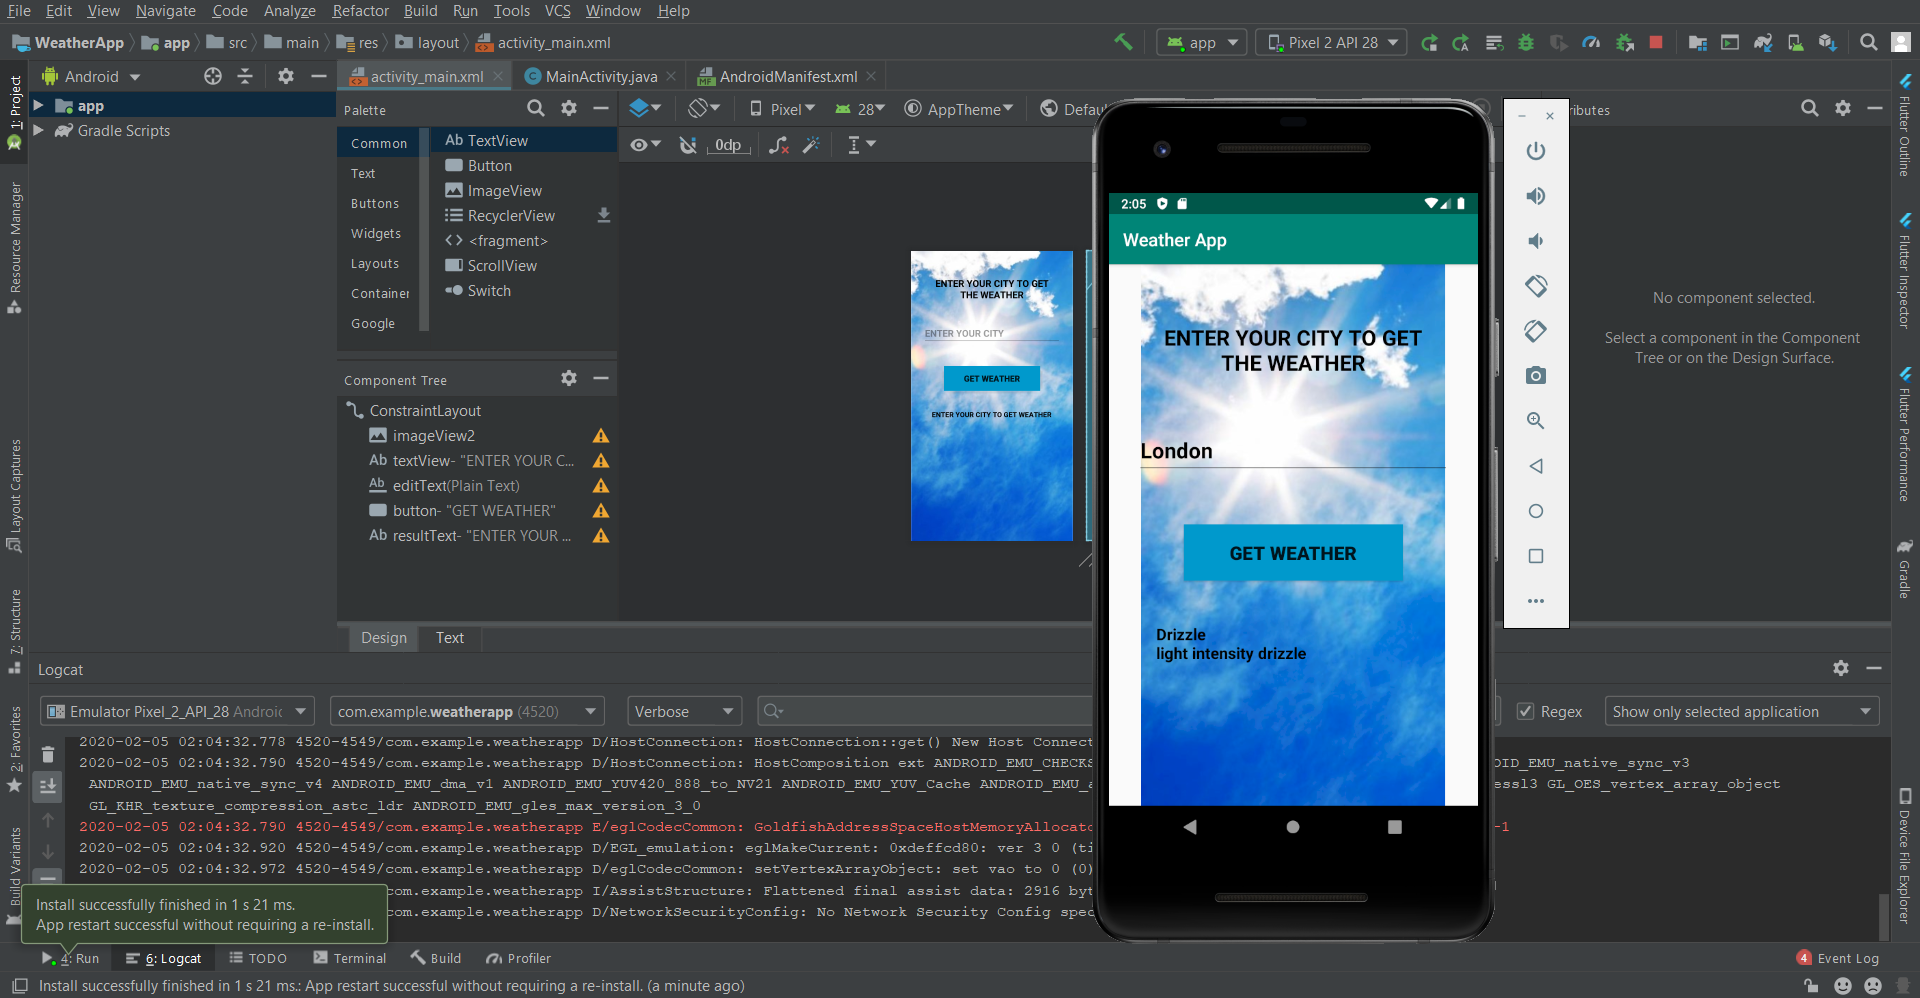 File Edit View Navigate Code Analyze Refactor Build Run Tools VCS Window Help
WeatherApp app src main res layout activity_main.xml
app Pixel 2 API 28
Android
activity_main.xml MainActivity.java AndroidManifest.xml
app
Gradle Scripts
1: Project
Resource Manager
Layout Captures
7: Structure
2: Favorites
Build Variants
Palette
Common
Text
Buttons
Widgets
Layouts
Container
Google
Ab TextView
Button
ImageView
RecyclerView
<fragment>
ScrollView
Switch
Pixel 28 AppTheme
0dp
Component Tree
ConstraintLayout
imageView2
Ab textView- "ENTER YOUR C...
Ab editText(Plain Text)
button- "GET WEATHER"
Ab resultText- "ENTER YOUR ...
ENTER YOUR CITY TO GET
THE WEATHER
ENTER YOUR CITY
GET WEATHER
ENTER YOUR CITY TO GET WEATHER
Design Text
2:05
Weather App
ENTER YOUR CITY TO GET
THE WEATHER
London
GET WEATHER
Drizzle
light intensity drizzle
No component selected.
Select a component in the Component
Tree or on the Design Surface.
Flutter Outline
Flutter Inspector
Flutter Performance
Gradle
Device File Explorer
Logcat
Emulator Pixel_2_API_28 com.example.weatherapp (4520) Verbose Regex Show only selected application
2020-02-05 02:04:32.778 4520-4549/com.example.weatherapp D/HostConnection: HostConnection::get() New Host
2020-02-05 02:04:32.790 4520-4549/com.example.weatherapp D/HostConnection: HostComposition ext ANDROID_EMU_CHECKS OID_EMU_native_sync_v3
ANDROID_EMU_native_sync_v4 ANDROID_EMU_dma_v1 ANDROID_EMU_YUV420_888_to_NV21 ANDROID_EMU_YUV_Cache GL_OES_vertex_array_object
GL_KHR_texture_compression_astc_ldr ANDROID_EMU_gles_max_version_3_0
2020-02-05 02:04:32.790 4520-4549/com.example.weatherapp E/eglCodecCommon: GoldfishAddressSpaceHostMemoryAllocato -1
2020-02-05 02:04:32.920 4520-4549/com.example.weatherapp D/EGL_emulation: eglMakeCurrent: 0xdeffcd80: ver 3 0 (ti
2020-02-05 02:04:32.972 4520-4549/com.example.weatherapp D/eglCodecCommon: setVertexArrayObject: set vao to 0 (0)
com.example.weatherapp I/AssistStructure: Flattened final assist data: 2916 byt
com.example.weatherapp D/NetworkSecurityConfig: No Network Security Config spec
Install successfully finished in 1 s 21 ms.
App restart successful without requiring a re-install.
4: Run 6: Logcat TODO Terminal Build Profiler 4 Event Log
Install successfully finished in 1 s 21 ms.: App restart successful without requiring a re-install. (a minute ago)